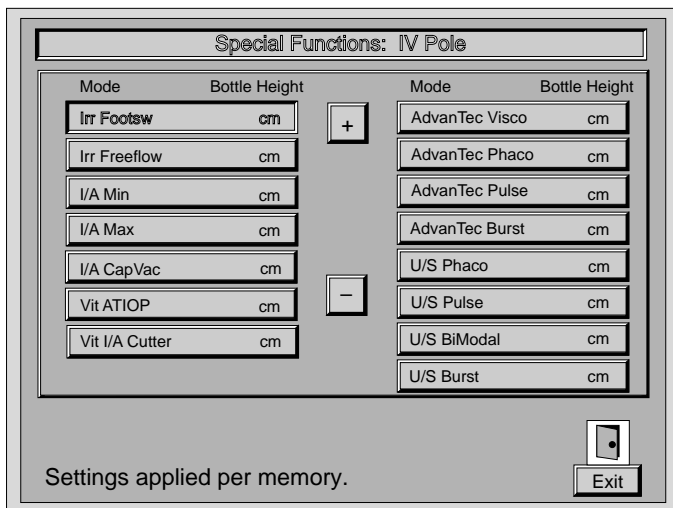 Special Functions: IV Pole
Mode Bottle Height
Irr Footsw cm
Irr Freeflow cm
I/A Min cm
I/A Max cm
I/A CapVac cm
Vit ATIOP cm
Vit I/A Cutter cm
+
−
Mode Bottle Height
AdvanTec Visco cm
AdvanTec Phaco cm
AdvanTec Pulse cm
AdvanTec Burst cm
U/S Phaco cm
U/S Pulse cm
U/S BiModal cm
U/S Burst cm
Settings applied per memory.
Exit